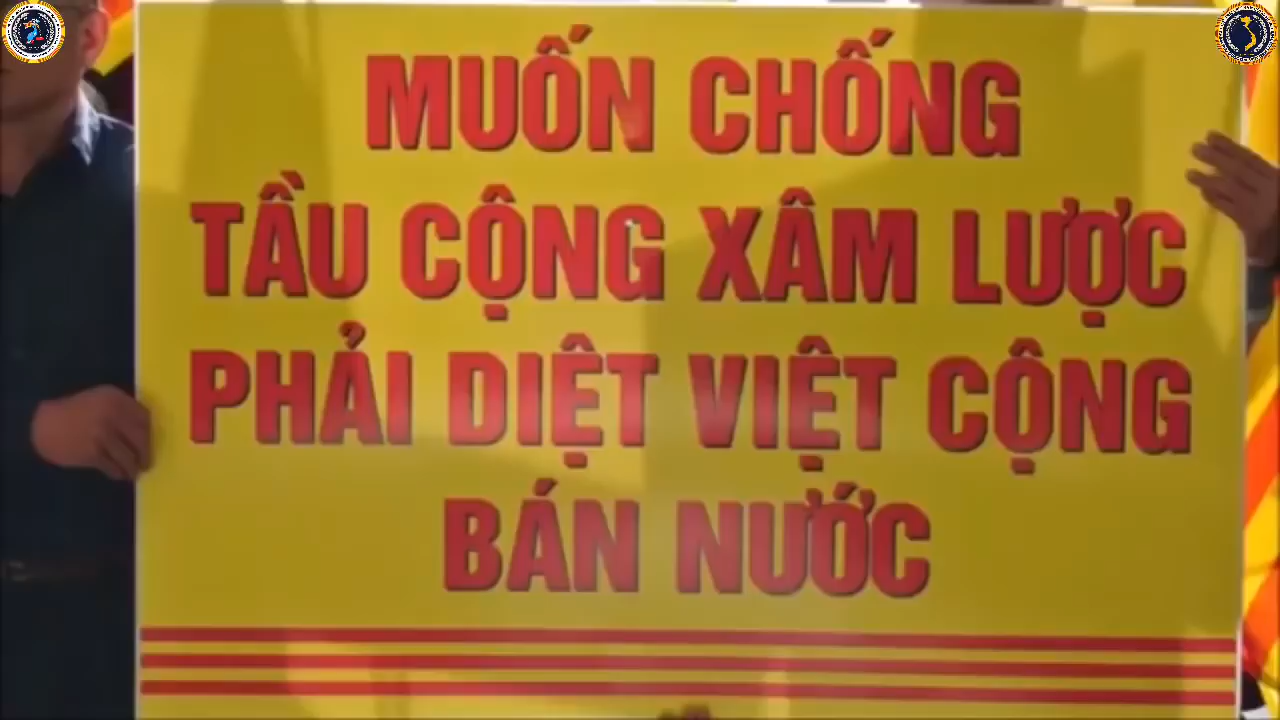 MUỐN CHỐNG
TẦU CỘNG XÂM LƯỢC
PHẢI DIỆT VIỆT CỘNG
BÁN NƯỚC